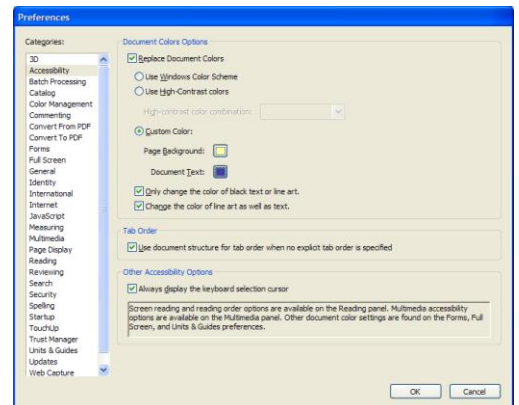 Preferences
Categories:
3D
Accessibility
Batch Processing
Catalog
Color Management
Commenting
Convert From PDF
Convert To PDF
Forms
Full Screen
General
Identity
International
Internet
JavaScript
Measuring
Multimedia
Page Display
Reading
Reviewing
Search
Security
Spelling
Startup
TouchUp
Trust Manager
Units & Guides
Updates
Web Capture
Document Colors Options
Replace Document Colors
Use Windows Color Scheme
Use High-Contrast colors
High-contrast color combination:
Custom Color:
Page Background:
Document Text:
Only change the color of black text or line art.
Change the color of line art as well as text.
Tab Order
Use document structure for tab order when no explicit tab order is specified
Other Accessibility Options
Always display the keyboard selection cursor
Screen reading and reading order options are available on the Reading panel. Multimedia accessibility
options are available on the Multimedia panel. Other document color settings are found on the Forms, Full
Screen, and Units & Guides preferences.
OK
Cancel